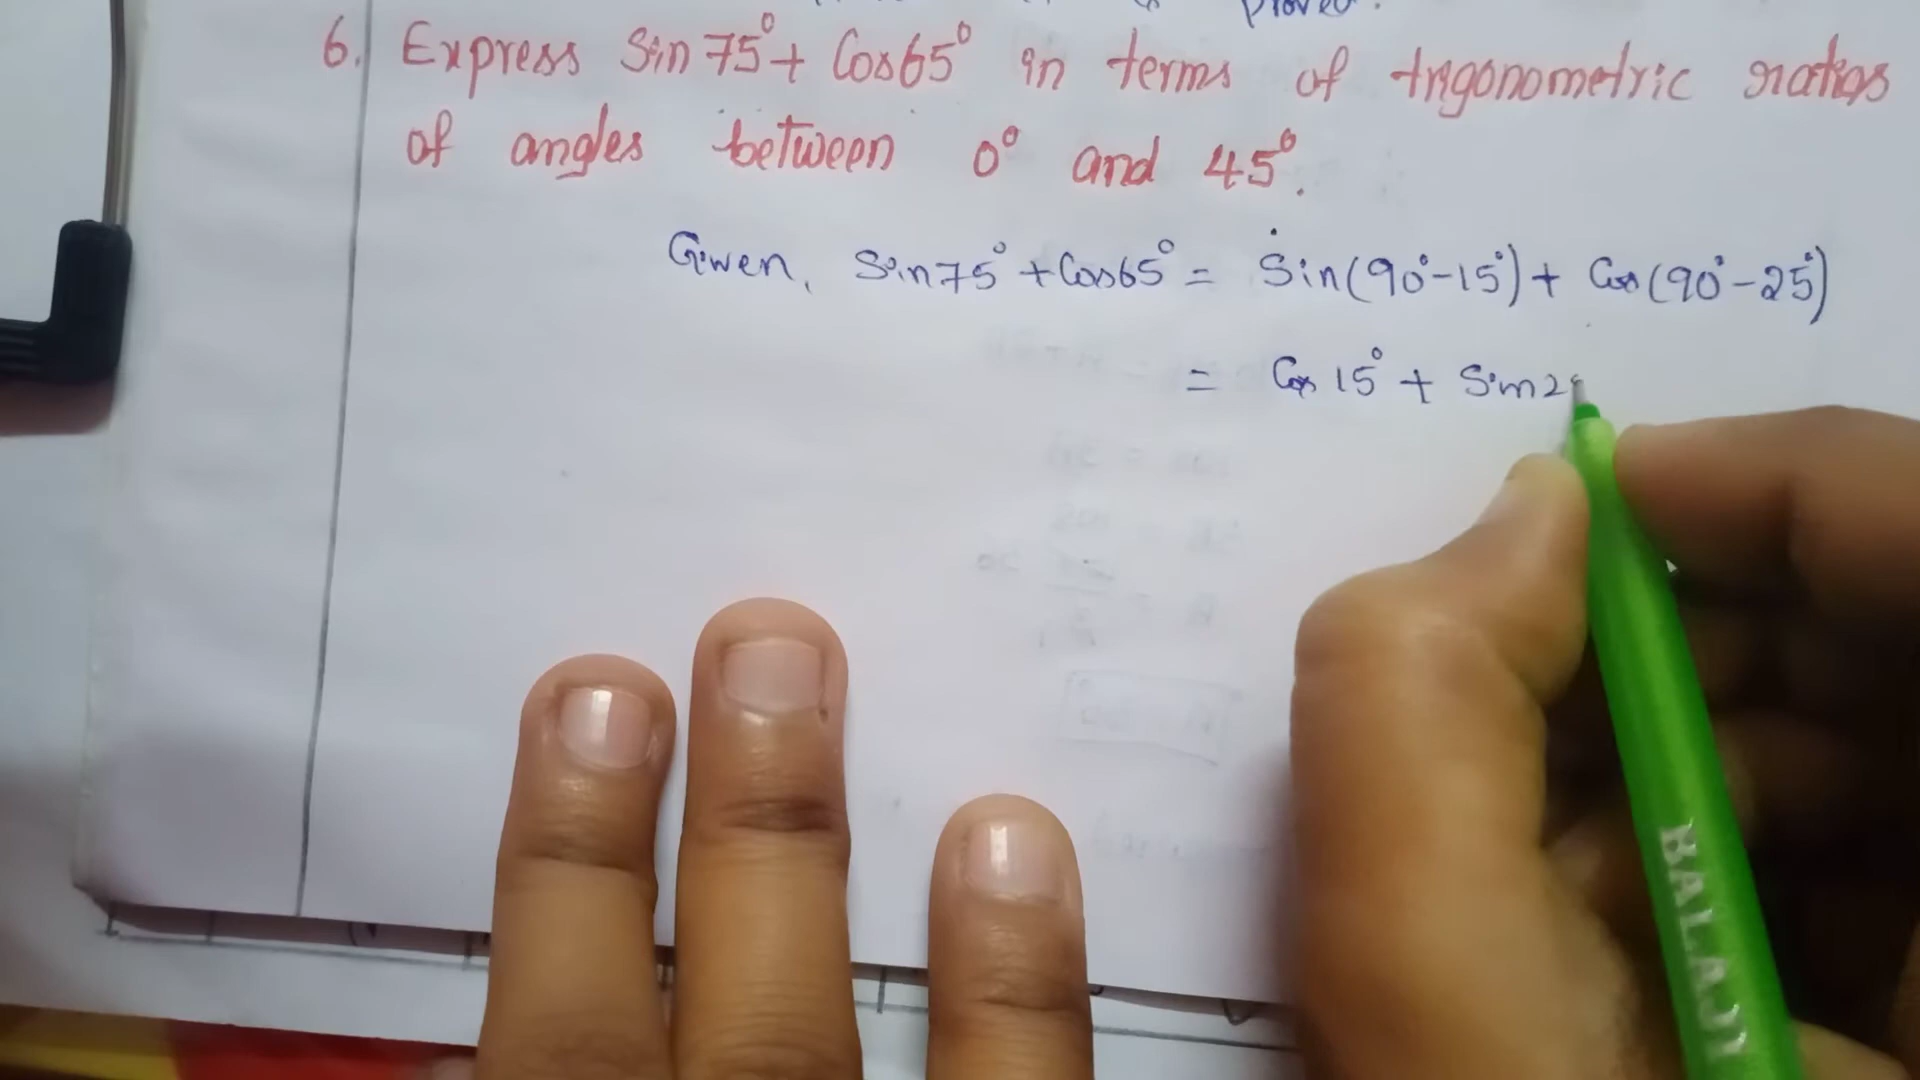 proved.
6. Express Sin 75° + Cos 65° in terms of trigonometric ratios
of angles between 0° and 45°.
Given, Sin 75° + Cos 65° = Sin(90° - 15°) + Cos(90° - 25°)
= Cos 15° + Sin 2
BALAJI